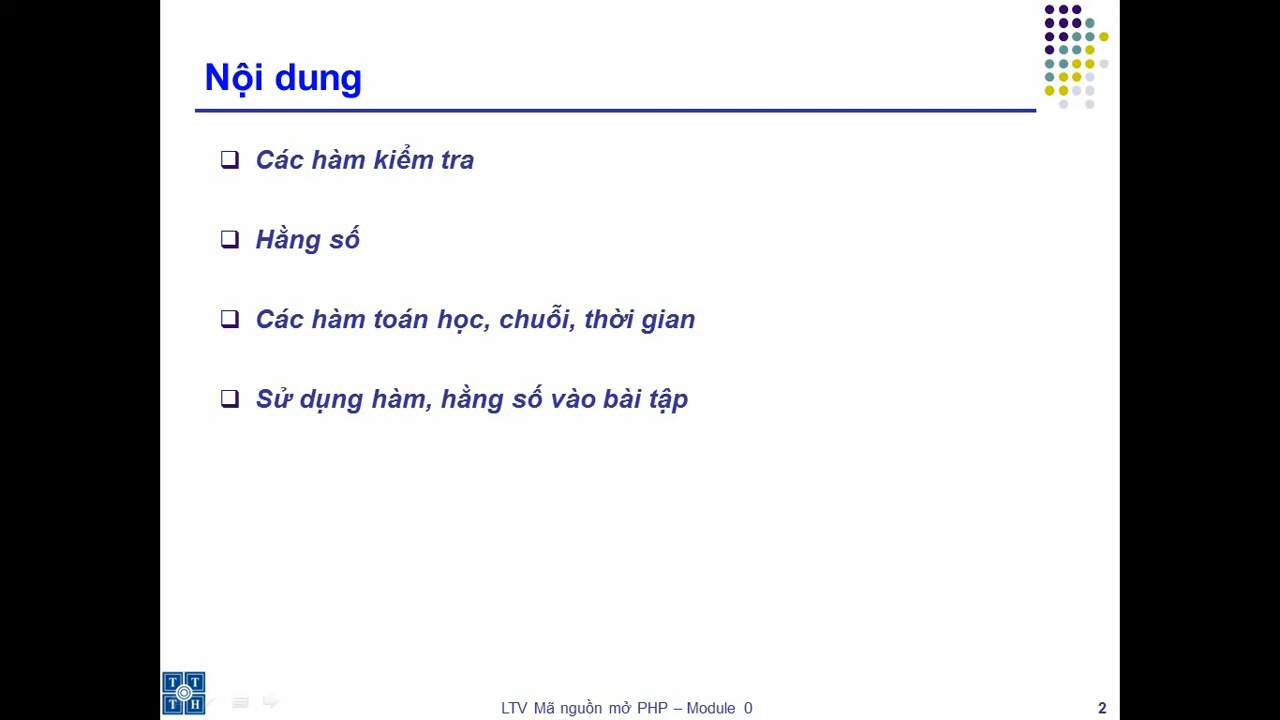 Nội dung
Các hàm kiểm tra
Hằng số
Các hàm toán học, chuỗi, thời gian
Sử dụng hàm, hằng số vào bài tập
T T
T H
LTV Mã nguồn mở PHP – Module 0
2